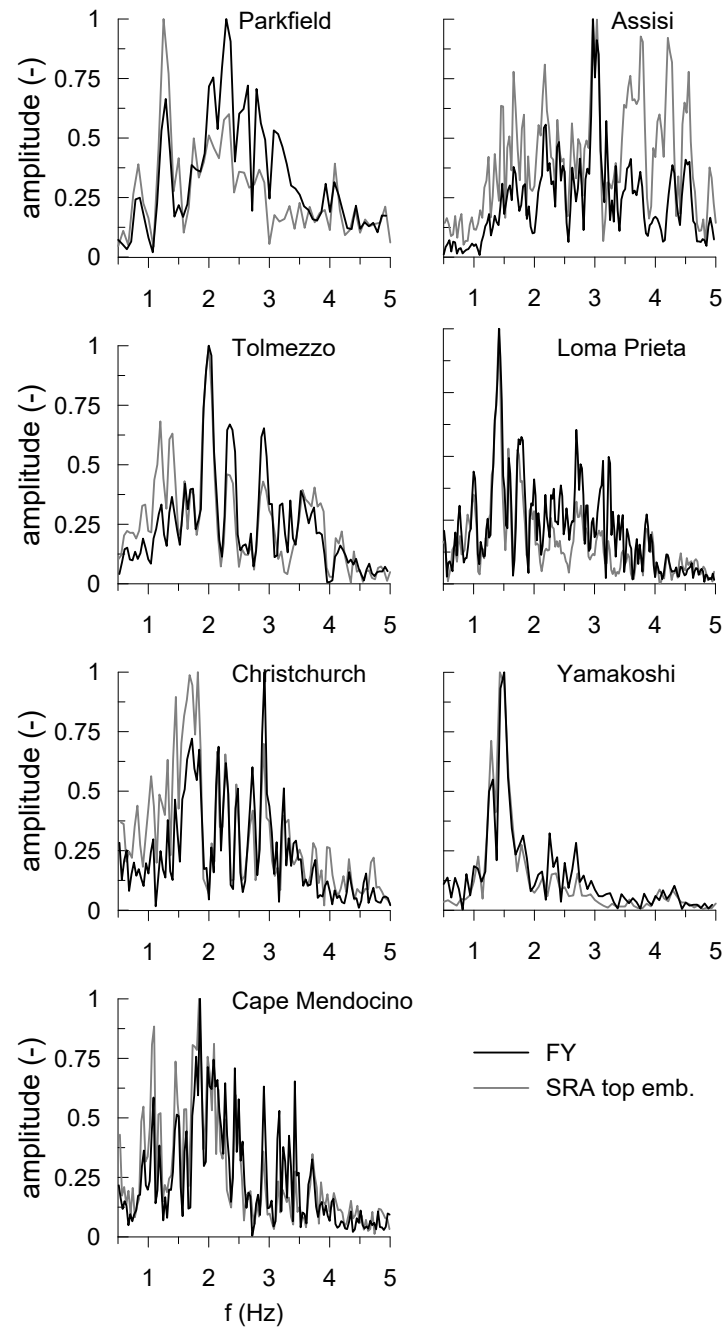 Parkfield
Assisi
amplitude (-)
1
0.75
0.5
0.25
0
1 2 3 4 5
1 2 3 4 5
Tolmezzo
Loma Prieta
amplitude (-)
1
0.75
0.5
0.25
0
1 2 3 4 5
1 2 3 4 5
Christchurch
Yamakoshi
amplitude (-)
1
0.75
0.5
0.25
0
1 2 3 4 5
1 2 3 4 5
Cape Mendocino
amplitude (-)
1
0.75
0.5
0.25
0
1 2 3 4 5
f (Hz)
FY
SRA top emb.